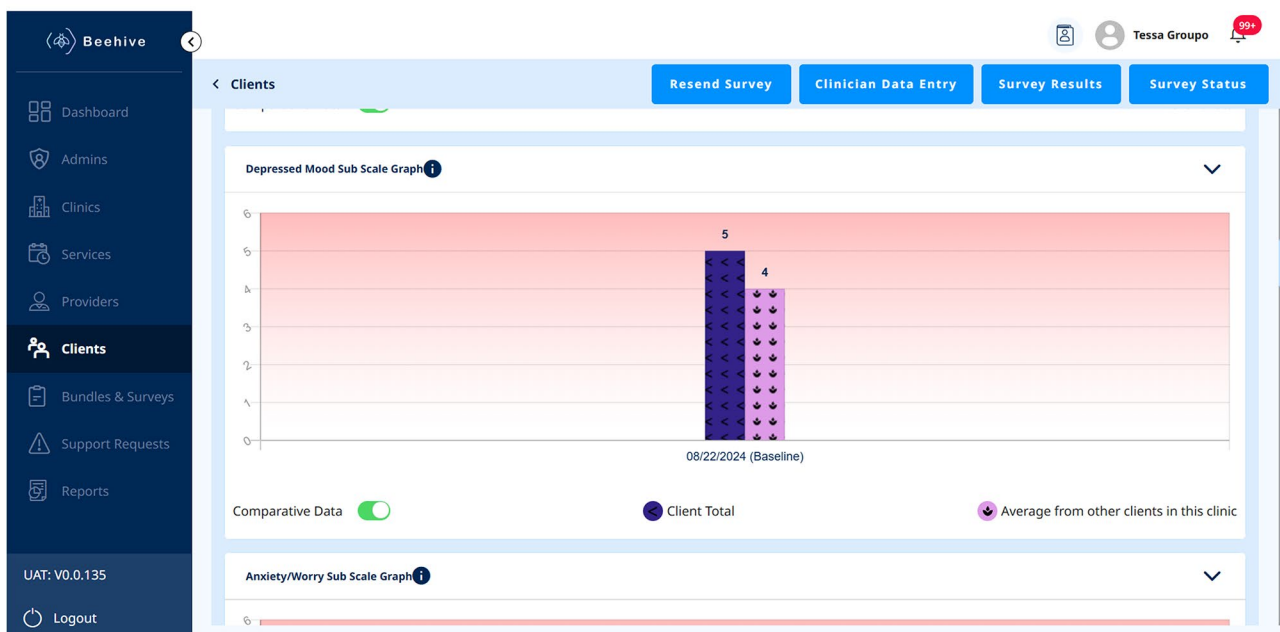 Beehive
Tessa Groupo
99+
Clients
Resend Survey
Clinician Data Entry
Survey Results
Survey Status
Dashboard
Admins
Clinics
Services
Providers
Clients
Bundles & Surveys
Support Requests
Reports
UAT: V0.0.135
Logout
Depressed Mood Sub Scale Graph
6
5
4
3
2
1
0
5
4
08/22/2024 (Baseline)
Comparative Data
Client Total
Average from other clients in this clinic
Anxiety/Worry Sub Scale Graph
6